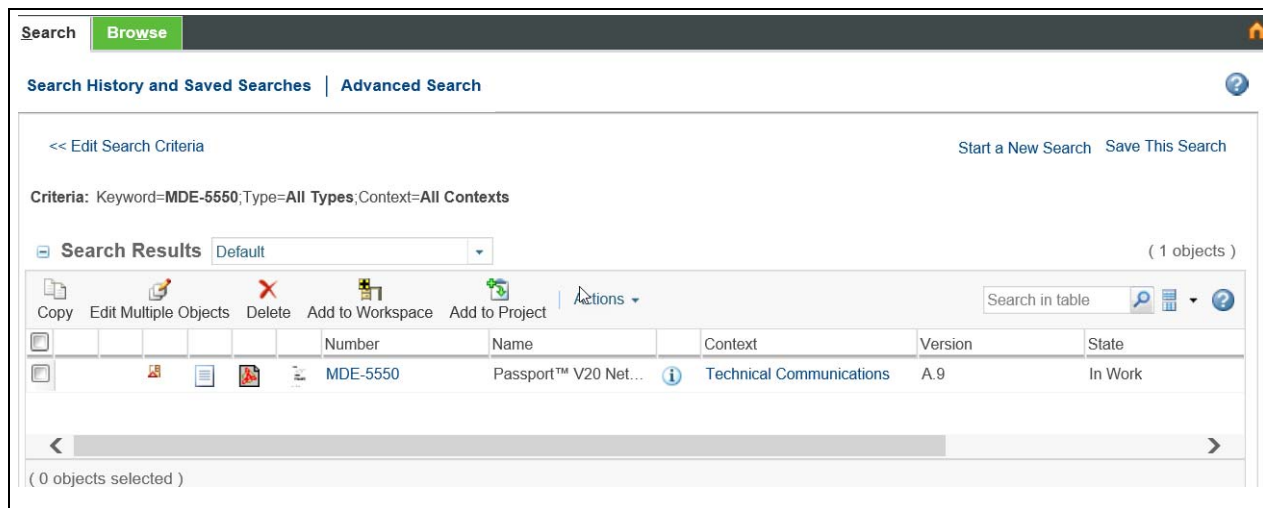 Search Browse
Search History and Saved Searches | Advanced Search
<< Edit Search Criteria Start a New Search Save This Search
Criteria: Keyword=MDE-5550;Type=All Types;Context=All Contexts
Search Results Default ( 1 objects )
Copy Edit Multiple Objects Delete Add to Workspace Add to Project Actions Search in table
Number Name Context Version State
MDE-5550 Passport™ V20 Net... Technical Communications A.9 In Work
( 0 objects selected )